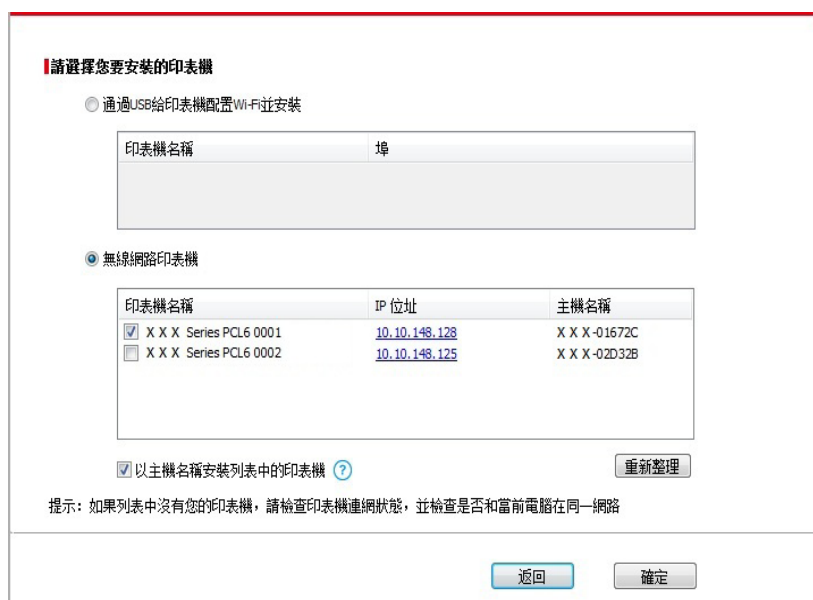 請選擇您要安裝的印表機
通過USB给印表機配置Wi-Fi並安裝
印表機名稱 埠
無線網路印表機
印表機名稱 IP 位址 主機名稱
X X X Series PCL6 0001 10.10.148.128 X X X-01672C
X X X Series PCL6 0002 10.10.148.125 X X X-02D32B
以主機名稱安裝列表中的印表機 ? 重新整理
提示：如果列表中沒有您的印表機，請檢查印表機連網狀態，並檢查是否和當前電腦在同一網路
返回 確定